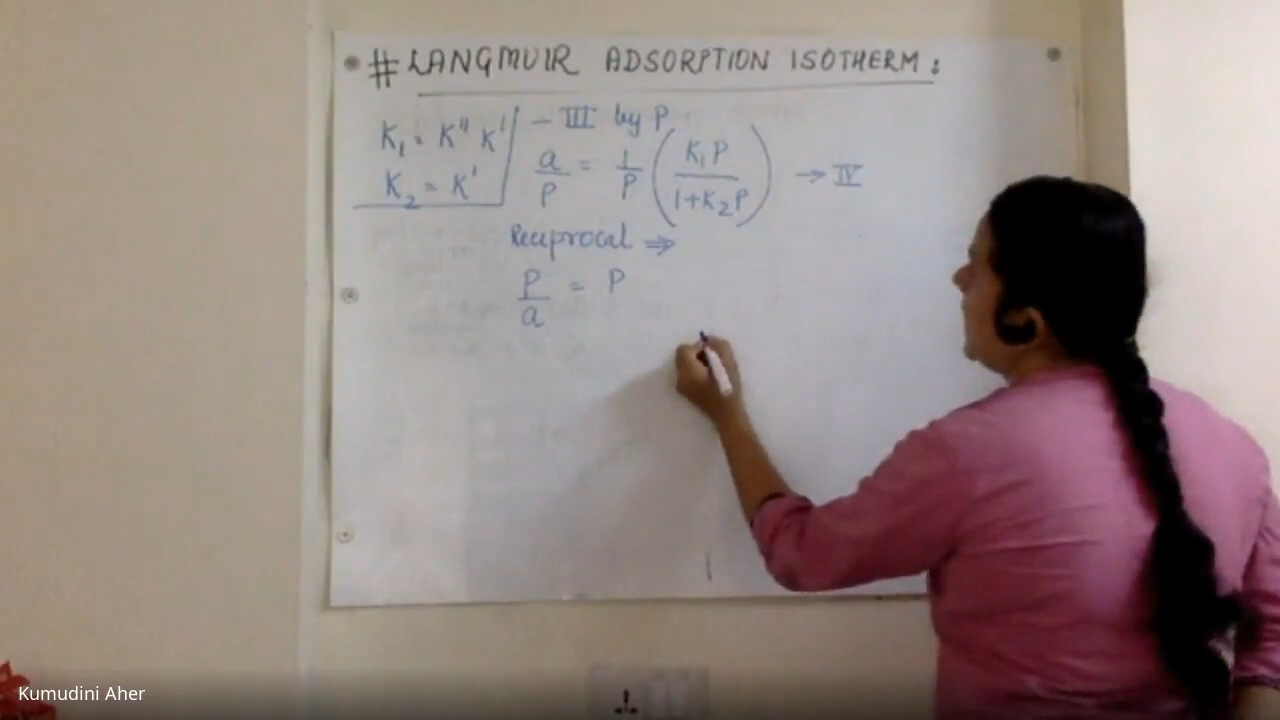 # LANGMUIR ADSORPTION ISOTHERM :
K₁ = K" K'
K₂ = K'
– III by P
a/P = 1/P (K₁P / 1+K₂P) → IV
Reciprocal ⇒
P/a = P
Kumudini Aher